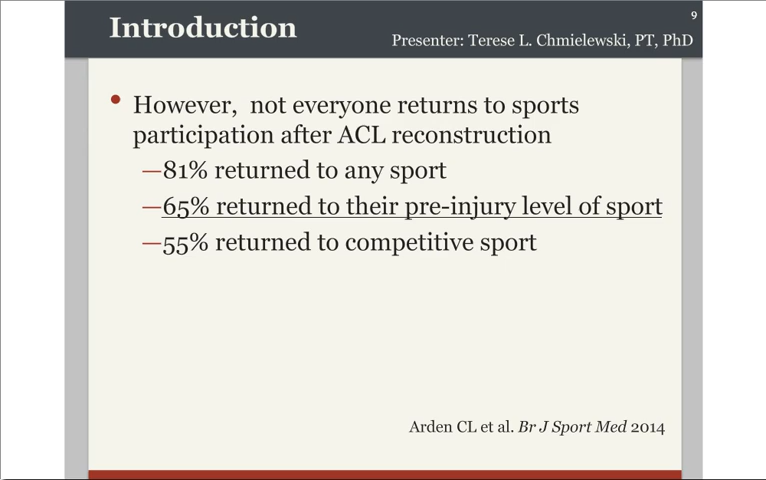 9
Introduction
Presenter: Terese L. Chmielewski, PT, PhD
• However,  not everyone returns to sports
participation after ACL reconstruction
—81% returned to any sport
—65% returned to their pre-injury level of sport
—55% returned to competitive sport
Arden CL et al. Br J Sport Med 2014